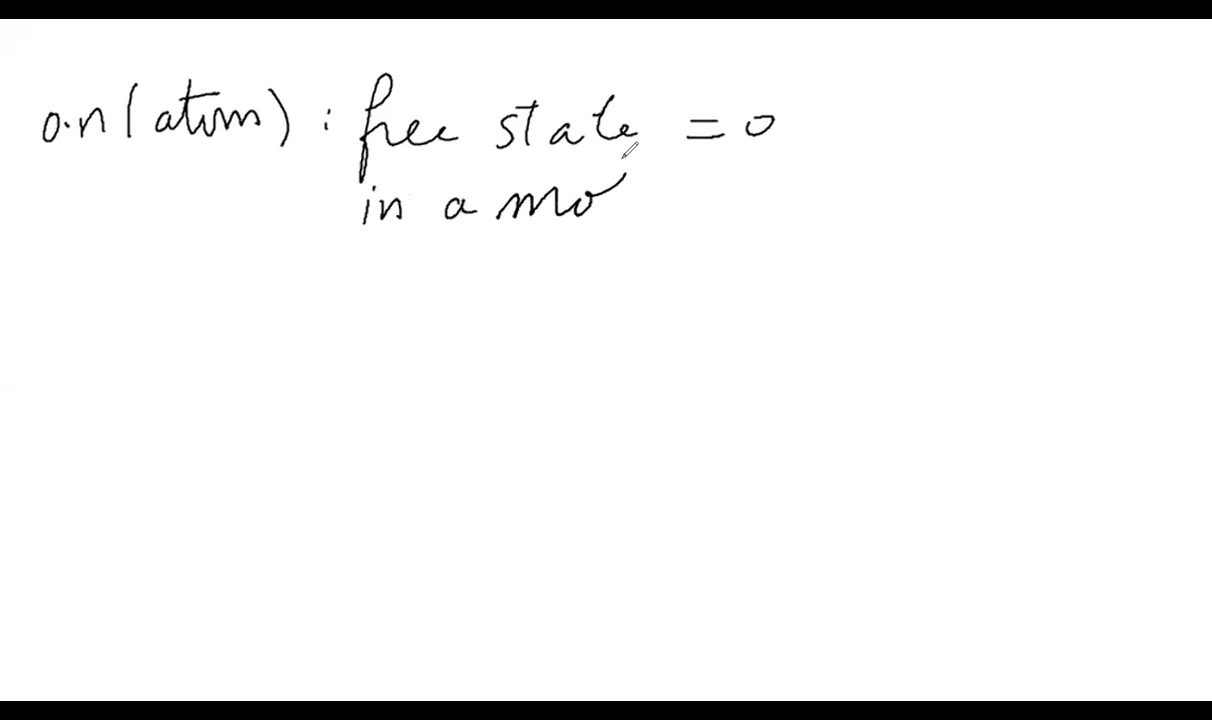 o.n(atom) : free state = 0
in a mo